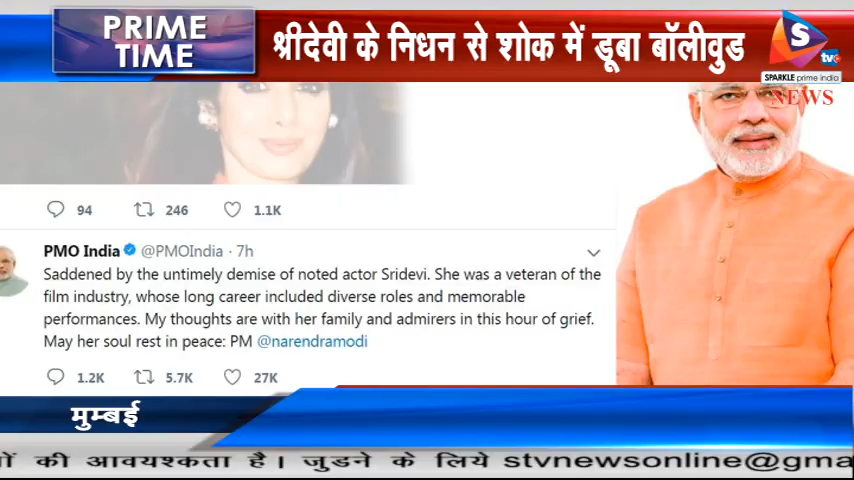 PRIME
TIME
श्रीदेवी के निधन से शोक में डूबा बॉलीवुड
S
tv
SPARKLE prime india
NEWS
94 246 1.1K
PMO India @PMOIndia · 7h
Saddened by the untimely demise of noted actor Sridevi. She was a veteran of the
film industry, whose long career included diverse roles and memorable
performances. My thoughts are with her family and admirers in this hour of grief.
May her soul rest in peace: PM @narendramodi
1.2K 5.7K 27K
मुम्बई
की आवयश्कता है। जुडने के लिये stvnewsonline@gma